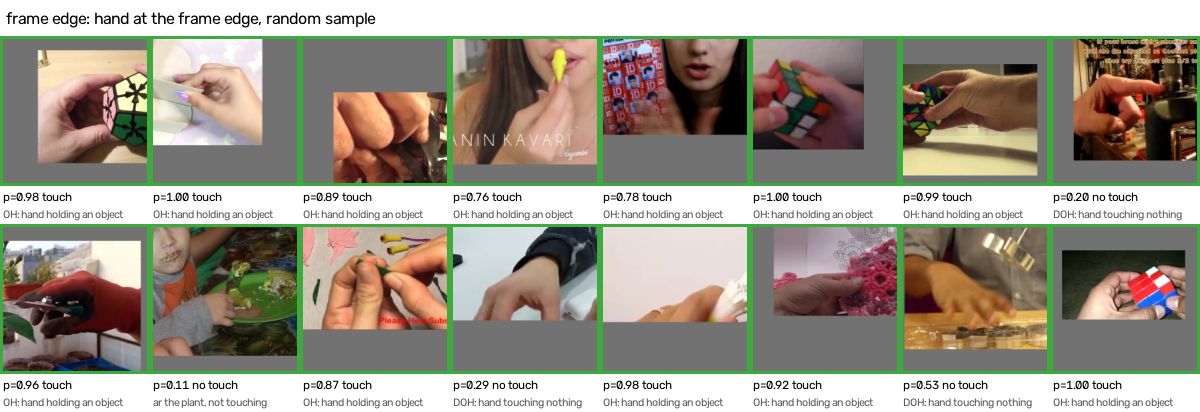 frame edge: hand at the frame edge, random sample
ANIN KAVARI
p=0.98 touch
OH: hand holding an object
p=1.00 touch
OH: hand holding an object
p=0.89 touch
OH: hand holding an object
p=0.76 touch
OH: hand holding an object
p=0.78 touch
OH: hand holding an object
p=1.00 touch
OH: hand holding an object
p=0.99 touch
OH: hand holding an object
p=0.20 no touch
DOH: hand touching nothing
Please Help Subs
p=0.96 touch
OH: hand holding an object
p=0.11 no touch
ar the plant, not touching
p=0.87 touch
OH: hand holding an object
p=0.29 no touch
DOH: hand touching nothing
p=0.98 touch
OH: hand holding an object
p=0.92 touch
OH: hand holding an object
p=0.53 no touch
DOH: hand touching nothing
p=1.00 touch
OH: hand holding an object